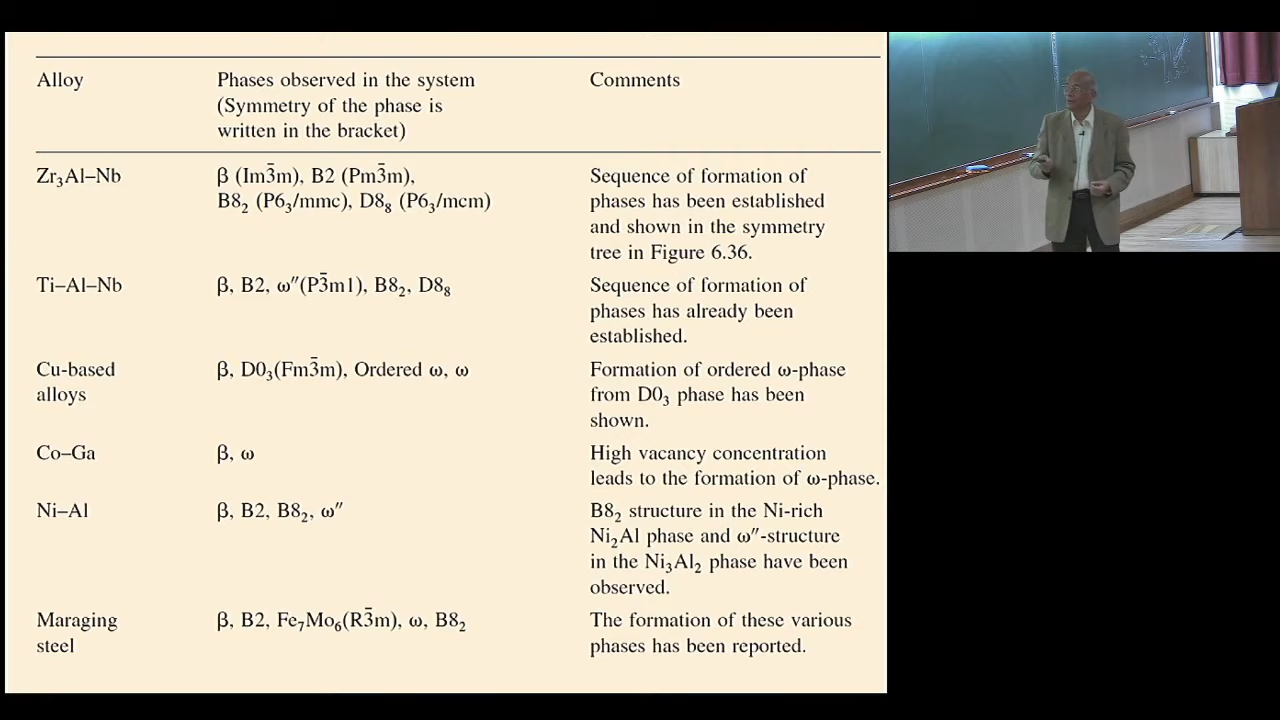 Alloy Phases observed in the system Comments
(Symmetry of the phase is
written in the bracket)
Zr₃Al–Nb β (Im3̄m), B2 (Pm3̄m), Sequence of formation of
B8₂ (P6₃/mmc), D8₈ (P6₃/mcm) phases has been established
and shown in the symmetry
tree in Figure 6.36.
Ti–Al–Nb β, B2, ω″(P3̄m1), B8₂, D8₈ Sequence of formation of
phases has already been
established.
Cu-based β, D0₃(Fm3̄m), Ordered ω, ω Formation of ordered ω-phase
alloys from D0₃ phase has been
shown.
Co–Ga β, ω High vacancy concentration
leads to the formation of ω-phase.
Ni–Al β, B2, B8₂, ω″ B8₂ structure in the Ni-rich
Ni₂Al phase and ω″-structure
in the Ni₃Al₂ phase have been
observed.
Maraging β, B2, Fe₇Mo₆(R3̄m), ω, B8₂ The formation of these various
steel phases has been reported.